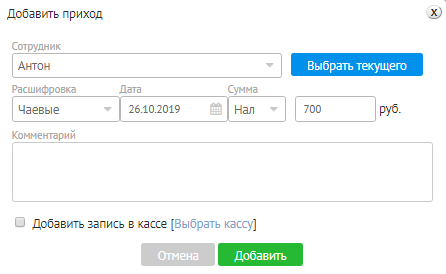 Добавить приход
Сотрудник
Антон Выбрать текущего
Расшифровка Дата Сумма
Чаевые 26.10.2019 Нал 700 руб.
Комментарий
Добавить запись в кассе [Выбрать кассу]
Отмена Добавить